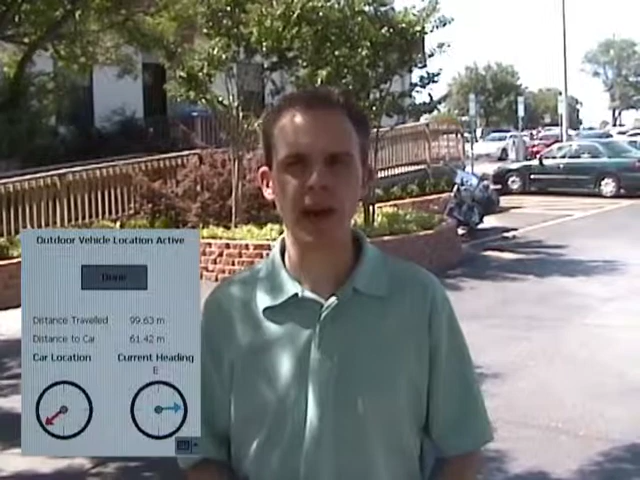 Outdoor Vehicle Location Active
Done
Distance Travelled 99.63 m
Distance to Car 61.42 m
Car Location Current Heading
E